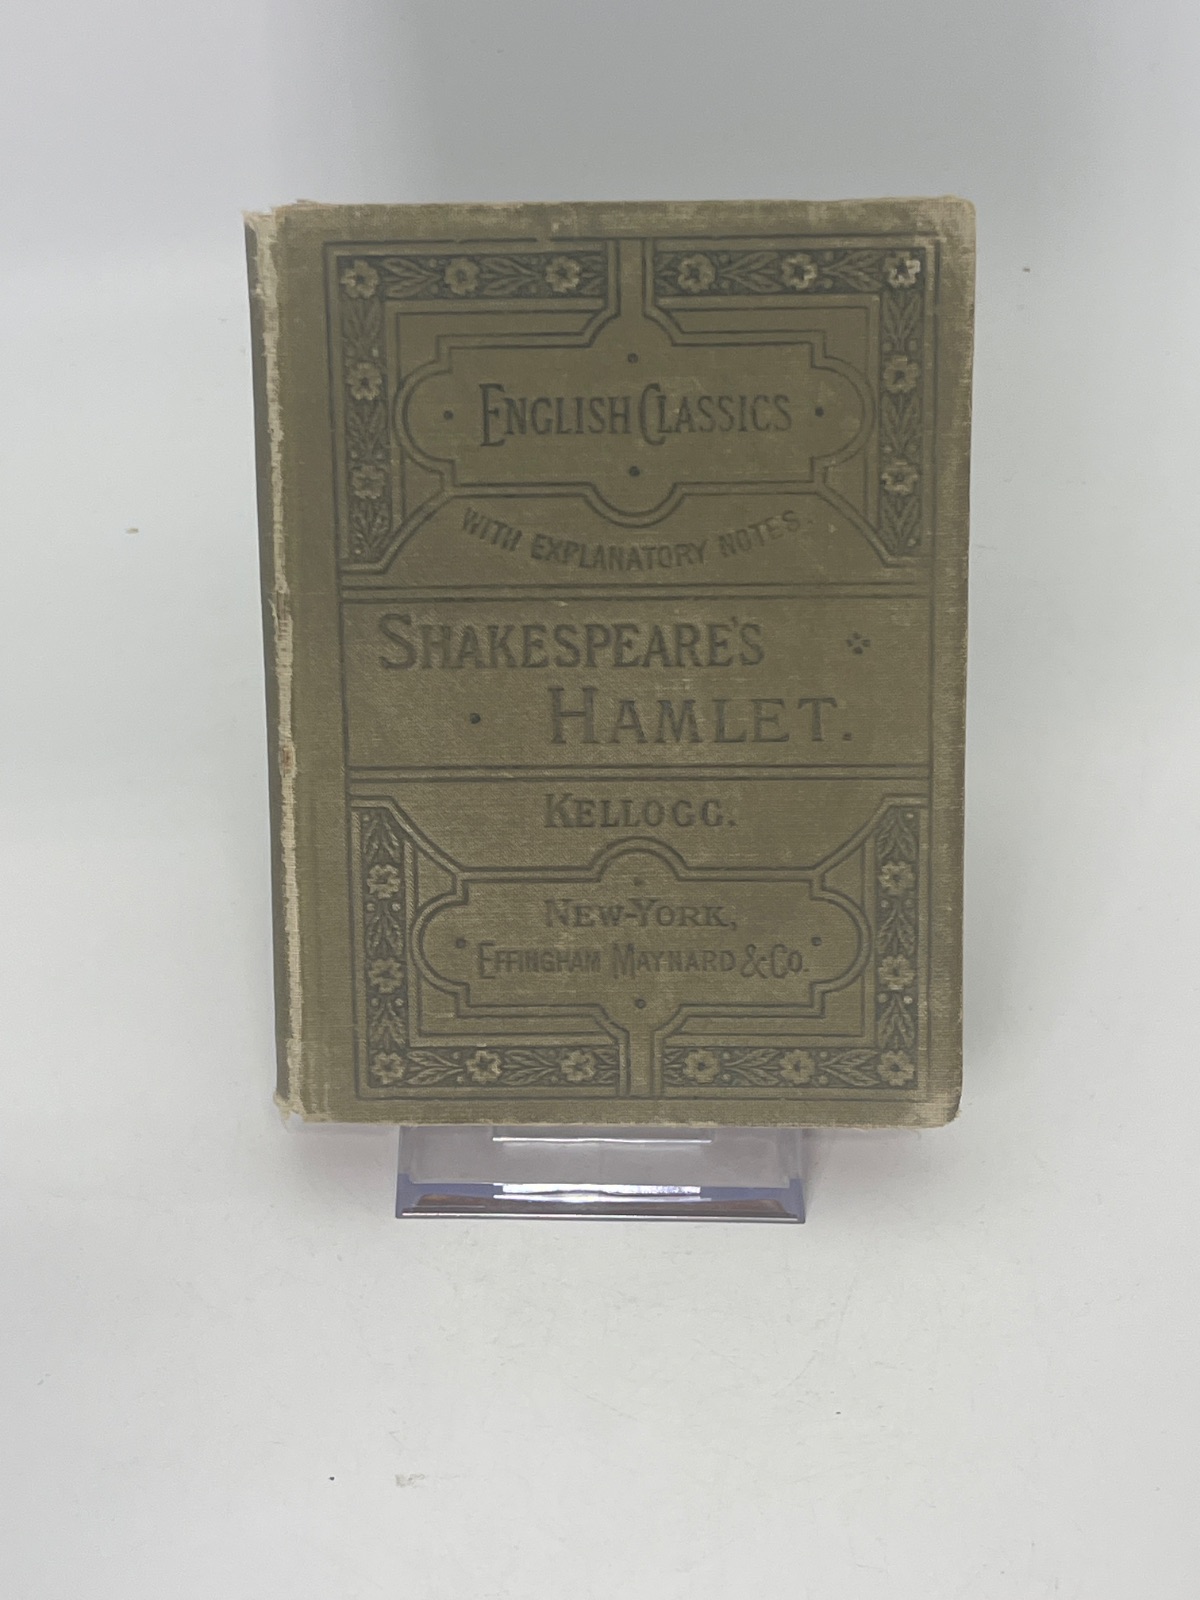 ENGLISH CLASSICS
WITH EXPLANATORY NOTES.
SHAKESPEARE'S
HAMLET.
KELLOGG.
NEW-YORK,
EFFINGHAM MAYNARD & CO.